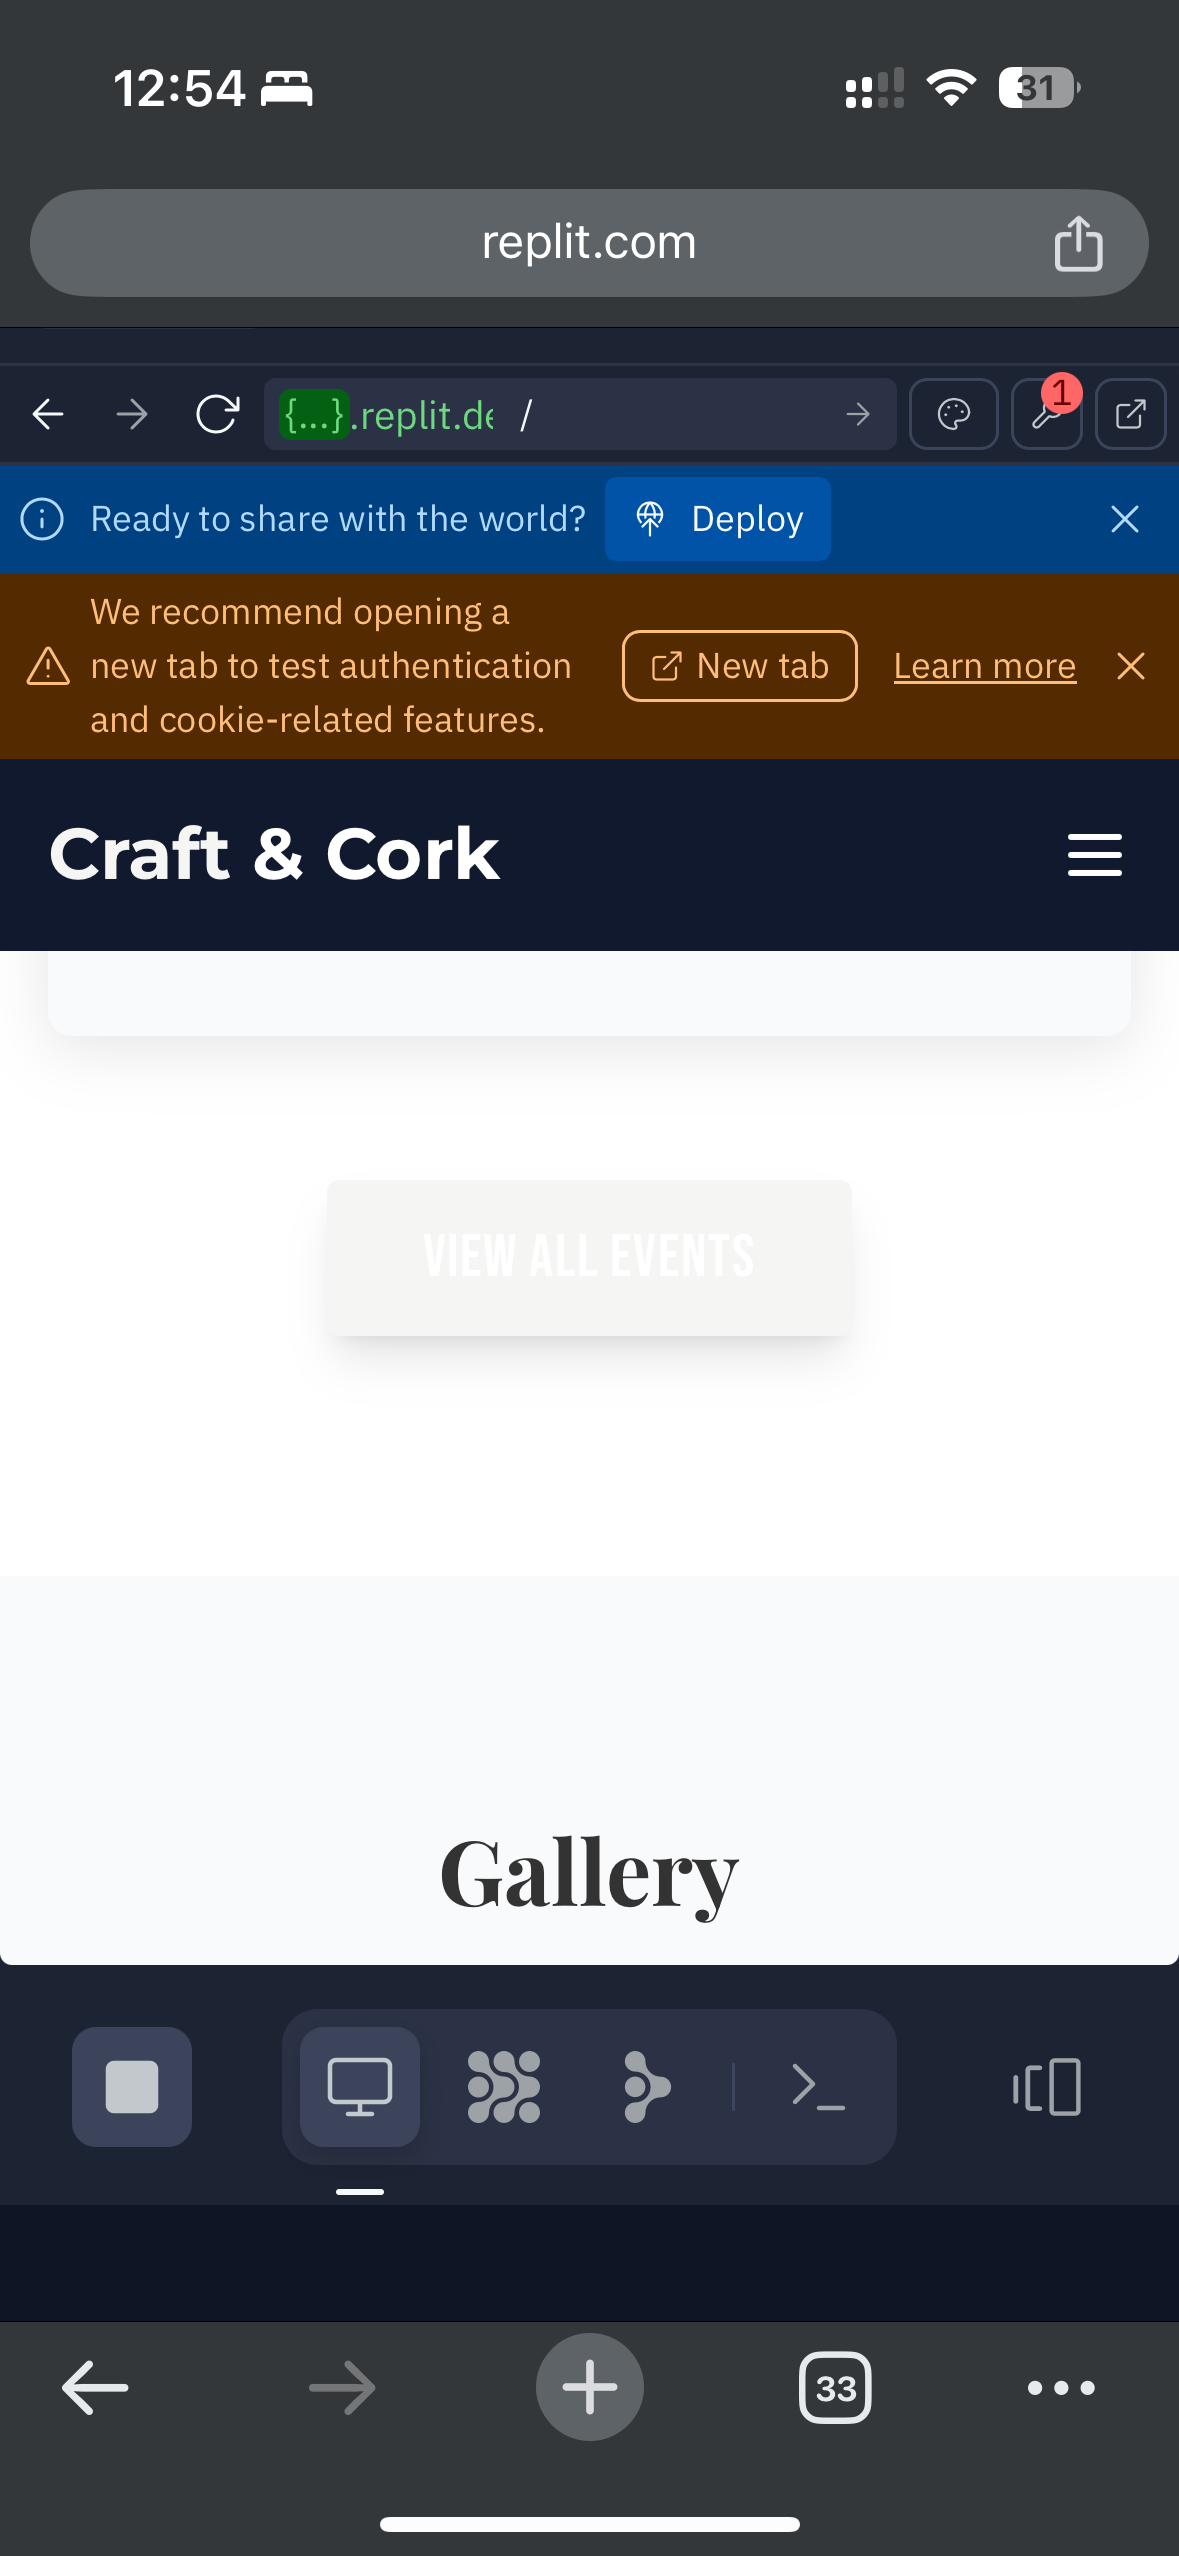 12:54
31
replit.com
{...}.replit.de /
1
Ready to share with the world?
Deploy
We recommend opening a
new tab to test authentication
and cookie-related features.
New tab
Learn more
Craft & Cork
VIEW ALL EVENTS
Gallery
33